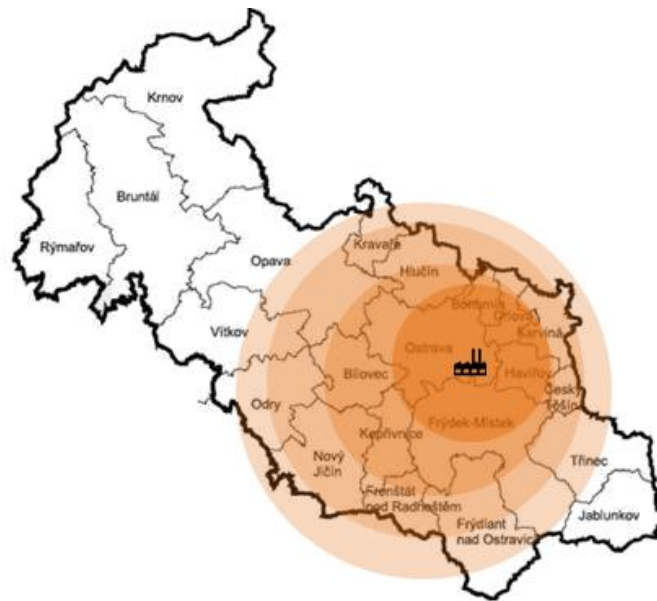 Krnov
Bruntál
Rýmařov
Opava
Kravaře
Hlučín
Bohumín
Orlová
Karviná
Vítkov
Ostrava
Bílovec
Havířov
Český
Těšín
Odry
Frýdek-Místek
Kopřivnice
Nový
Jičín
Třinec
Frenštát
pod Radhoštěm
Jablunkov
Frýdlant
nad Ostravic